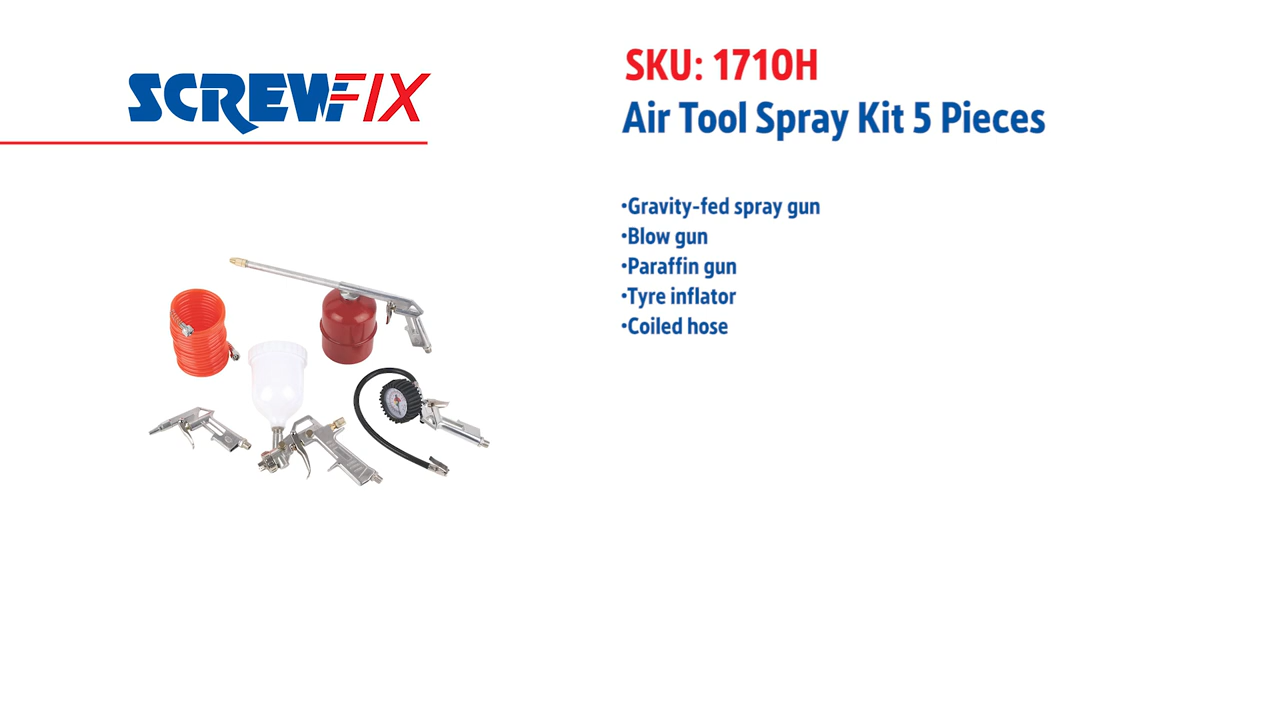 SCREWFIX
SKU: 1710H
Air Tool Spray Kit 5 Pieces
•Gravity-fed spray gun
•Blow gun
•Paraffin gun
•Tyre inflator
•Coiled hose